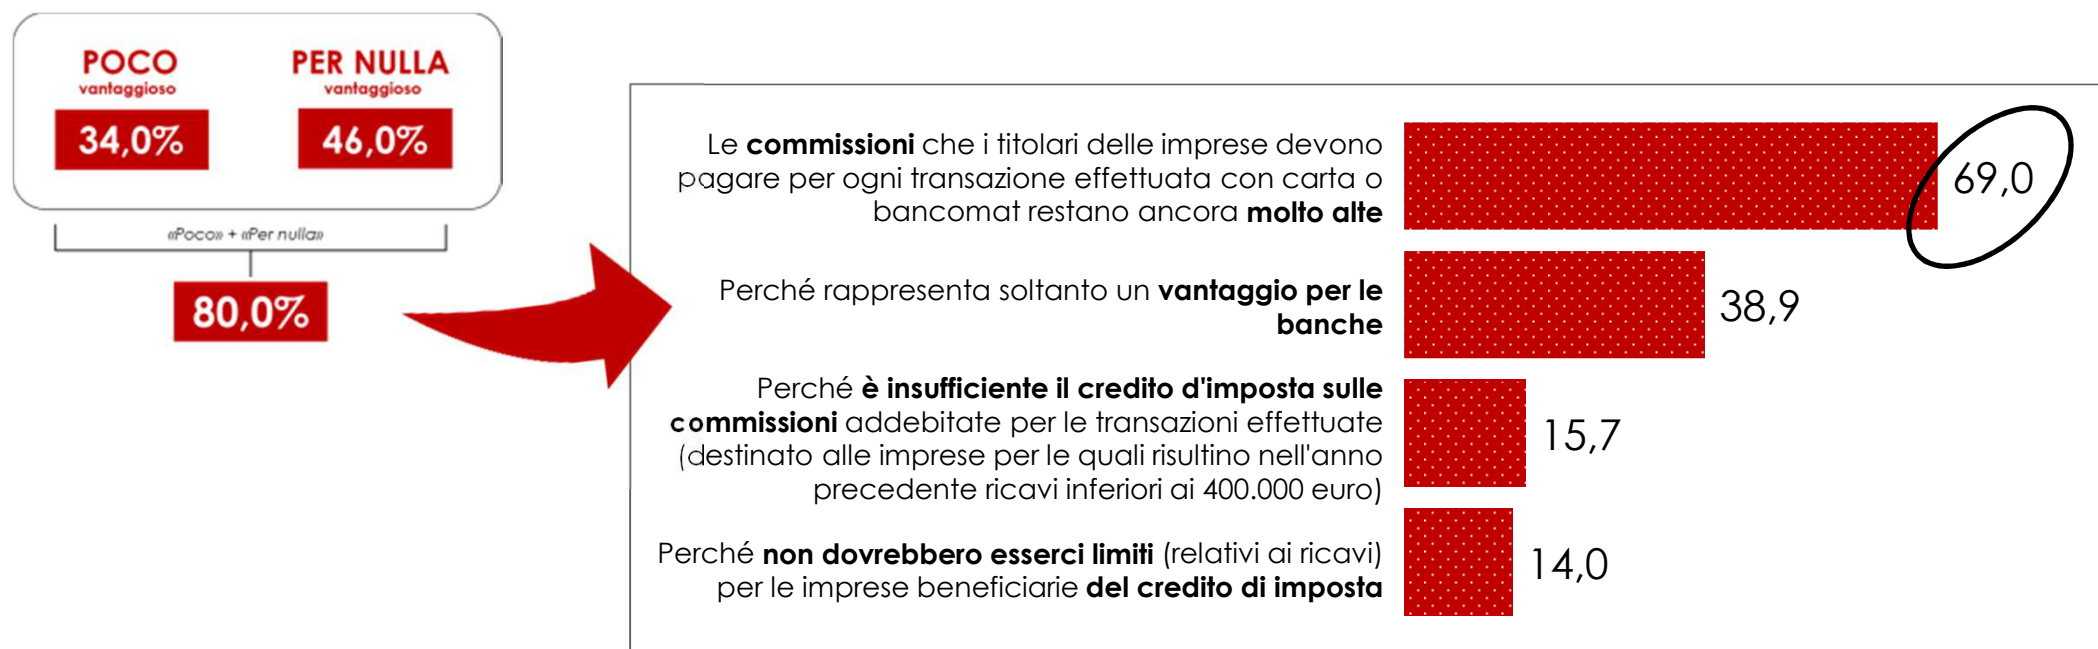 POCO
vantaggioso
34,0%
PER NULLA
vantaggioso
46,0%
«Poco» + «Per nulla»
80,0%
Le commissioni che i titolari delle imprese devono
pagare per ogni transazione effettuata con carta o
bancomat restano ancora molto alte
69,0
Perché rappresenta soltanto un vantaggio per le
banche
38,9
Perché è insufficiente il credito d'imposta sulle
commissioni addebitate per le transazioni effettuate
(destinato alle imprese per le quali risultino nell'anno
precedente ricavi inferiori ai 400.000 euro)
15,7
Perché non dovrebbero esserci limiti (relativi ai ricavi)
per le imprese beneficiarie del credito di imposta
14,0